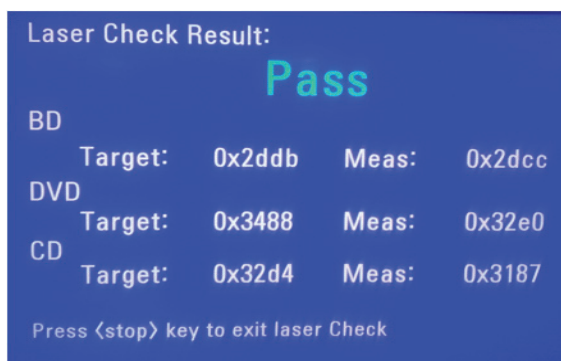 Laser Check Result:
Pass
BD
Target: 0x2ddb Meas: 0x2dcc
DVD
Target: 0x3488 Meas: 0x32e0
CD
Target: 0x32d4 Meas: 0x3187
Press ⟨stop⟩ key to exit laser Check